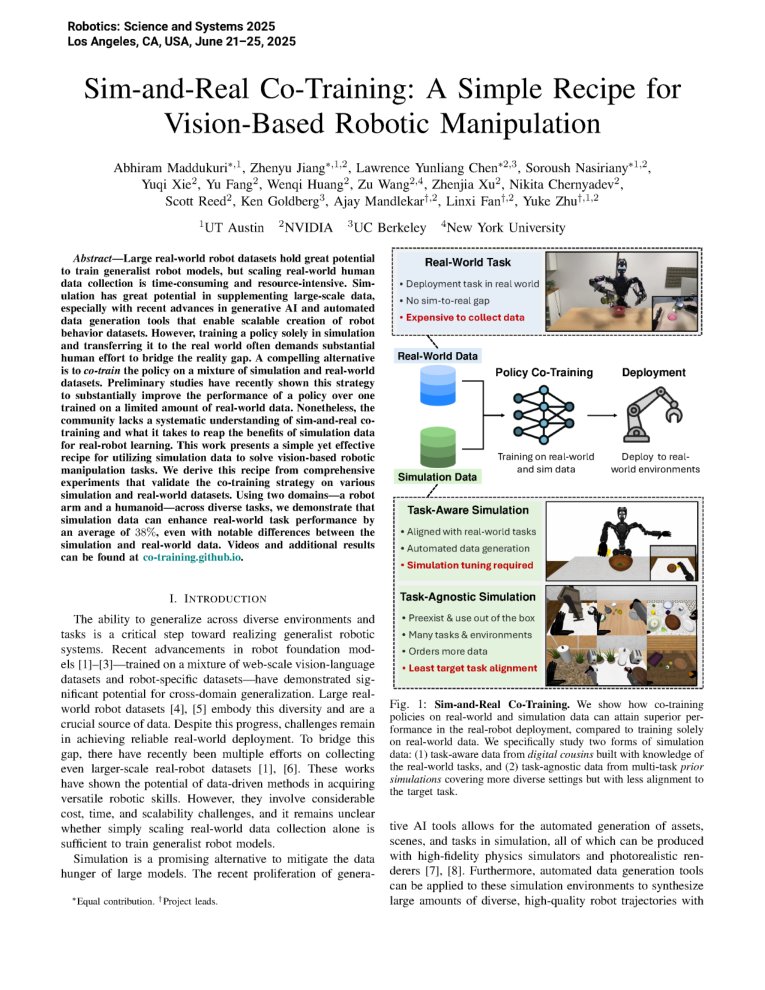 Robotics: Science and Systems 2025
Los Angeles, CA, USA, June 21–25, 2025
Sim-and-Real Co-Training: A Simple Recipe for
Vision-Based Robotic Manipulation
Abhiram Maddukuri*,1, Zhenyu Jiang*,1,2, Lawrence Yunliang Chen*2,3, Soroush Nasiriany*1,2,
Yuqi Xie2, Yu Fang2, Wenqi Huang2, Zu Wang2,4, Zhenjia Xu2, Nikita Chernyadev2,
Scott Reed2, Ken Goldberg3, Ajay Mandlekar†,2, Linxi Fan†,2, Yuke Zhu†,1,2
1UT Austin 2NVIDIA 3UC Berkeley 4New York University
Abstract—Large real-world robot datasets hold great potential
to train generalist robot models, but scaling real-world human
data collection is time-consuming and resource-intensive. Sim-
ulation has great potential in supplementing large-scale data,
especially with recent advances in generative AI and automated
data generation tools that enable scalable creation of robot
behavior datasets. However, training a policy solely in simulation
and transferring it to the real world often demands substantial
human effort to bridge the reality gap. A compelling alternative
is to co-train the policy on a mixture of simulation and real-world
datasets. Preliminary studies have recently shown this strategy
to substantially improve the performance of a policy over one
trained on a limited amount of real-world data. Nonetheless, the
community lacks a systematic understanding of sim-and-real co-
training and what it takes to reap the benefits of simulation data
for real-robot learning. This work presents a simple yet effective
recipe for utilizing simulation data to solve vision-based robotic
manipulation tasks. We derive this recipe from comprehensive
experiments that validate the co-training strategy on various
simulation and real-world datasets. Using two domains—a robot
arm and a humanoid—across diverse tasks, we demonstrate that
simulation data can enhance real-world task performance by
an average of 38%, even with notable differences between the
simulation and real-world data. Videos and additional results
can be found at co-training.github.io.
I. INTRODUCTION
The ability to generalize across diverse environments and
tasks is a critical step toward realizing generalist robotic
systems. Recent advancements in robot foundation mod-
els [1]–[3]—trained on a mixture of web-scale vision-language
datasets and robot-specific datasets—have demonstrated sig-
nificant potential for cross-domain generalization. Large real-
world robot datasets [4], [5] embody this diversity and are a
crucial source of data. Despite this progress, challenges remain
in achieving reliable real-world deployment. To bridge this
gap, there have recently been multiple efforts on collecting
even larger-scale real-robot datasets [1], [6]. These works
have shown the potential of data-driven methods in acquiring
versatile robotic skills. However, they involve considerable
cost, time, and scalability challenges, and it remains unclear
whether simply scaling real-world data collection alone is
sufficient to train generalist robot models.
Simulation is a promising alternative to mitigate the data
hunger of large models. The recent proliferation of genera-
*Equal contribution. †Project leads.
Real-World Task
• Deployment task in real world
• No sim-to-real gap
• Expensive to collect data
Real-World Data
Policy Co-Training
Deployment
Training on real-world
and sim data
Deploy to real-
world environments
Simulation Data
Task-Aware Simulation
• Aligned with real-world tasks
• Automated data generation
• Simulation tuning required
Task-Agnostic Simulation
• Preexist & use out of the box
• Many tasks & environments
• Orders more data
• Least target task alignment
Fig. 1: Sim-and-Real Co-Training. We show how co-training
policies on real-world and simulation data can attain superior per-
formance in the real-robot deployment, compared to training solely
on real-world data. We specifically study two forms of simulation
data: (1) task-aware data from digital cousins built with knowledge of
the real-world tasks, and (2) task-agnostic data from multi-task prior
simulations covering more diverse settings but with less alignment to
the target task.
tive AI tools allows for the automated generation of assets,
scenes, and tasks in simulation, all of which can be produced
with high-fidelity physics simulators and photorealistic ren-
derers [7], [8]. Furthermore, automated data generation tools
can be applied to these simulation environments to synthesize
large amounts of diverse, high-quality robot trajectories with